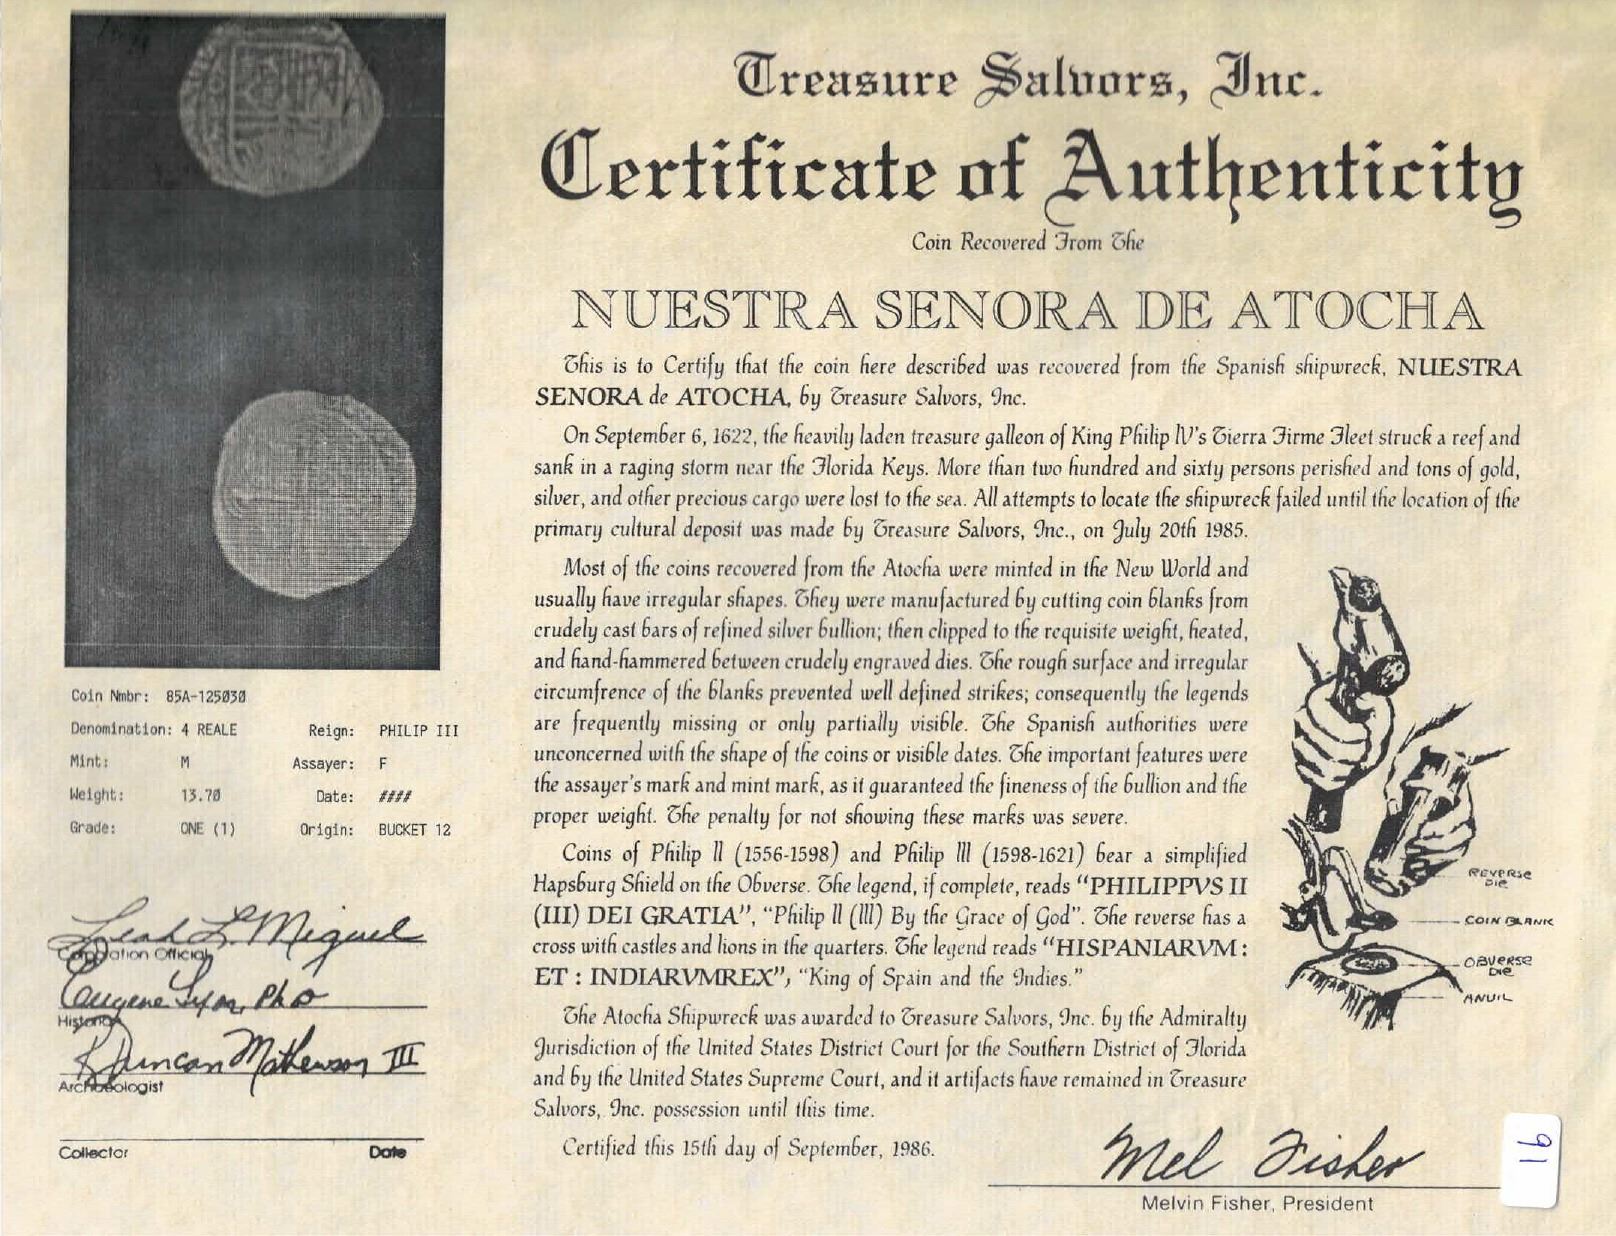 Treasure Salvors, Inc.
Certificate of Authenticity
Coin Recovered From The
NUESTRA SENORA DE ATOCHA
This is to Certify that the coin here described was recovered from the Spanish shipwreck, NUESTRA
SENORA de ATOCHA, by Treasure Salvors, Inc.
On September 6, 1622, the heavily laden treasure galleon of King Philip IV's Tierra Firme Fleet struck a reef and
sank in a raging storm near the Florida Keys. More than two hundred and sixty persons perished and tons of gold,
silver, and other precious cargo were lost to the sea. All attempts to locate the shipwreck failed until the location of the
primary cultural deposit was made by Treasure Salvors, Inc., on July 20th 1985.
Most of the coins recovered from the Atocha were minted in the New World and
usually have irregular shapes. They were manufactured by cutting coin blanks from
crudely cast bars of refined silver bullion; then clipped to the requisite weight, heated,
and hand-hammered between crudely engraved dies. The rough surface and irregular
circumfrence of the blanks prevented well defined strikes; consequently the legends
are frequently missing or only partially visible. The Spanish authorities were
unconcerned with the shape of the coins or visible dates. The important features were
the assayer's mark and mint mark, as it guaranteed the fineness of the bullion and the
proper weight. The penalty for not showing these marks was severe.
Coins of Philip II (1556-1598) and Philip III (1598-1621) bear a simplified
Hapsburg Shield on the Obverse. The legend, if complete, reads "PHILIPPVS II
(III) DEI GRATIA", "Philip II (III) By the Grace of God". The reverse has a
cross with castles and lions in the quarters. The legend reads "HISPANIARVM :
ET : INDIARVMREX", "King of Spain and the Indies."
The Atocha Shipwreck was awarded to Treasure Salvors, Inc. by the Admiralty
Jurisdiction of the United States District Court for the Southern District of Florida
and by the United States Supreme Court, and it artifacts have remained in Treasure
Salvors, Inc. possession until this time.
Certified this 15th day of September, 1986.
Mel Fisher
Melvin Fisher, President
REVERSE
DIE
COIN BLANK
OBVERSE
DIE
ANVIL
Coin Nmbr: 85A-125030
Denomination: 4 REALE Reign: PHILIP III
Mint: M Assayer: F
Weight: 13.70 Date: ####
Grade: ONE (1) Origin: BUCKET 12
Leah L. Miguel
Corporation Official
Eugene Lyon, PhD
Historian
R Duncan Mathewson III
Archaeologist
Collector Date
91